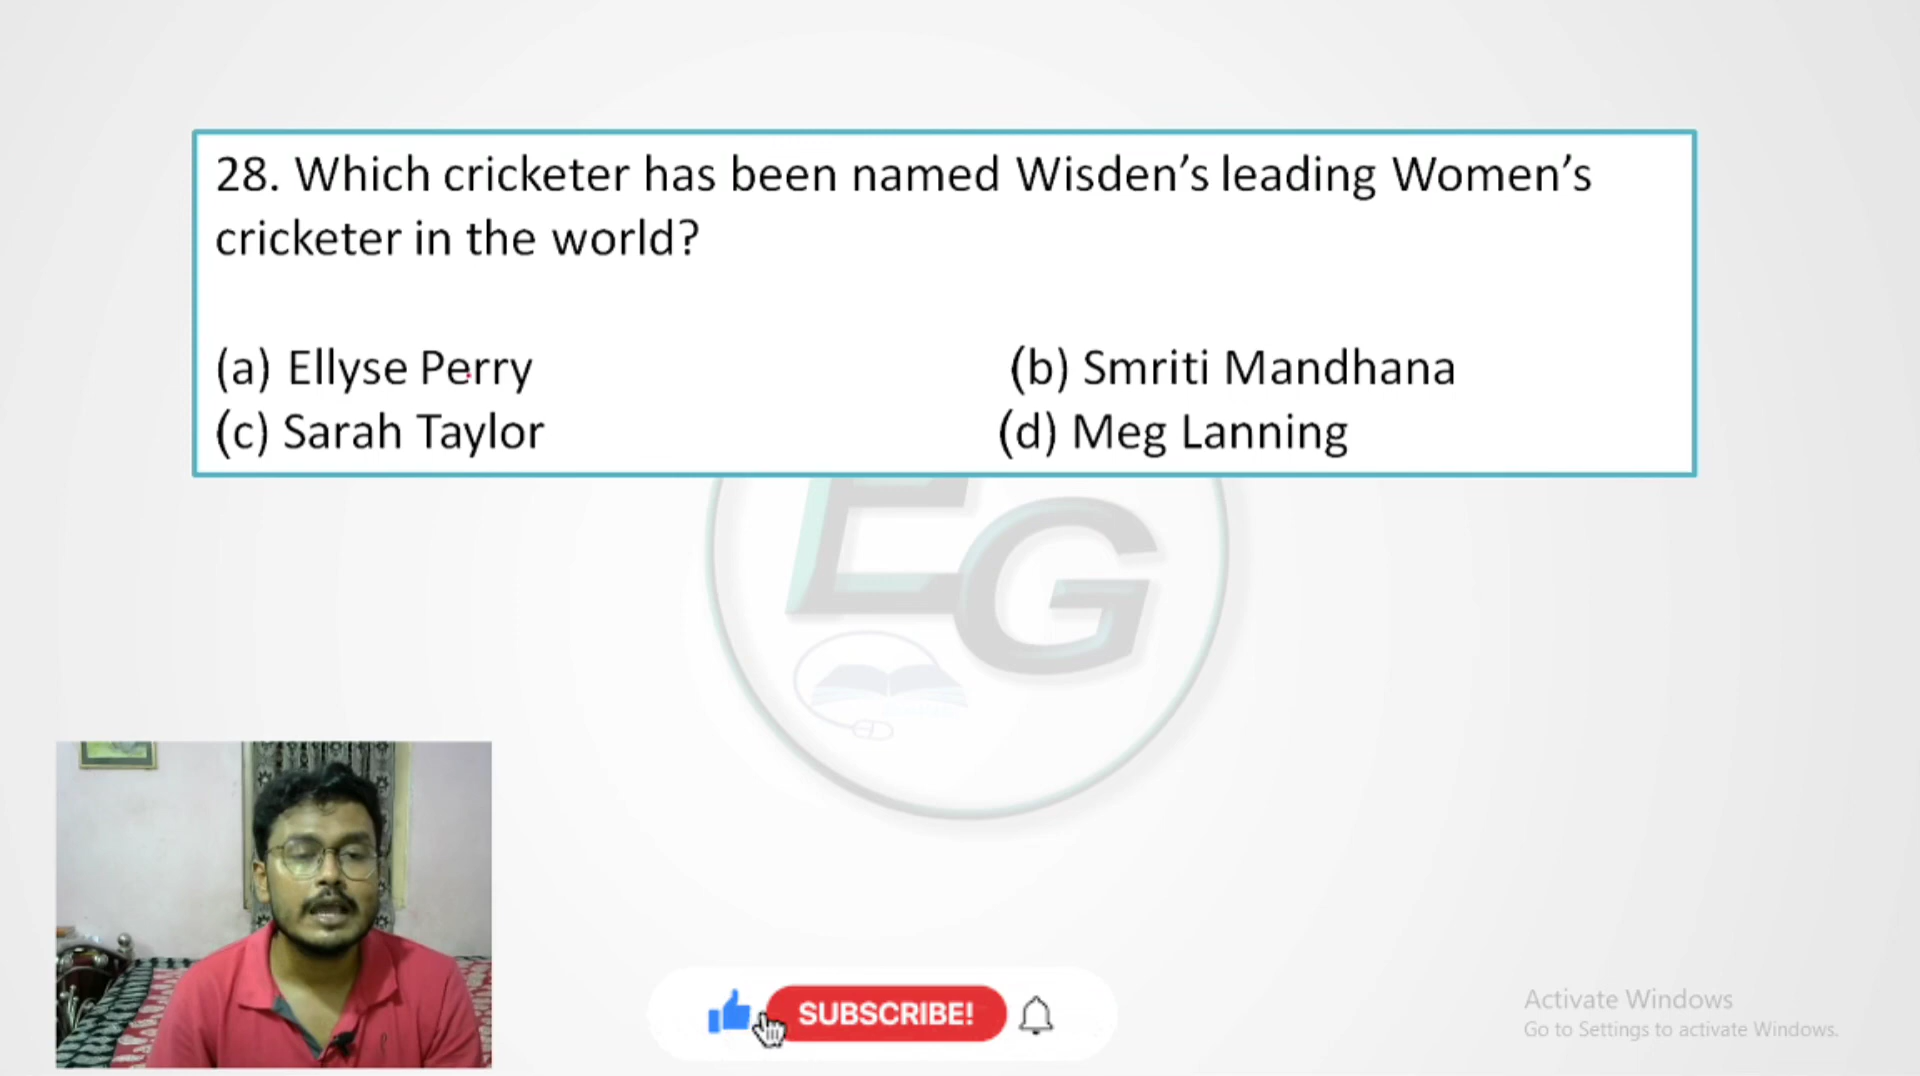 28. Which cricketer has been named Wisden’s leading Women’s
cricketer in the world?
(a) Ellyse Perry (b) Smriti Mandhana
(c) Sarah Taylor (d) Meg Lanning
EG
SUBSCRIBE!
Activate Windows
Go to Settings to activate Windows.